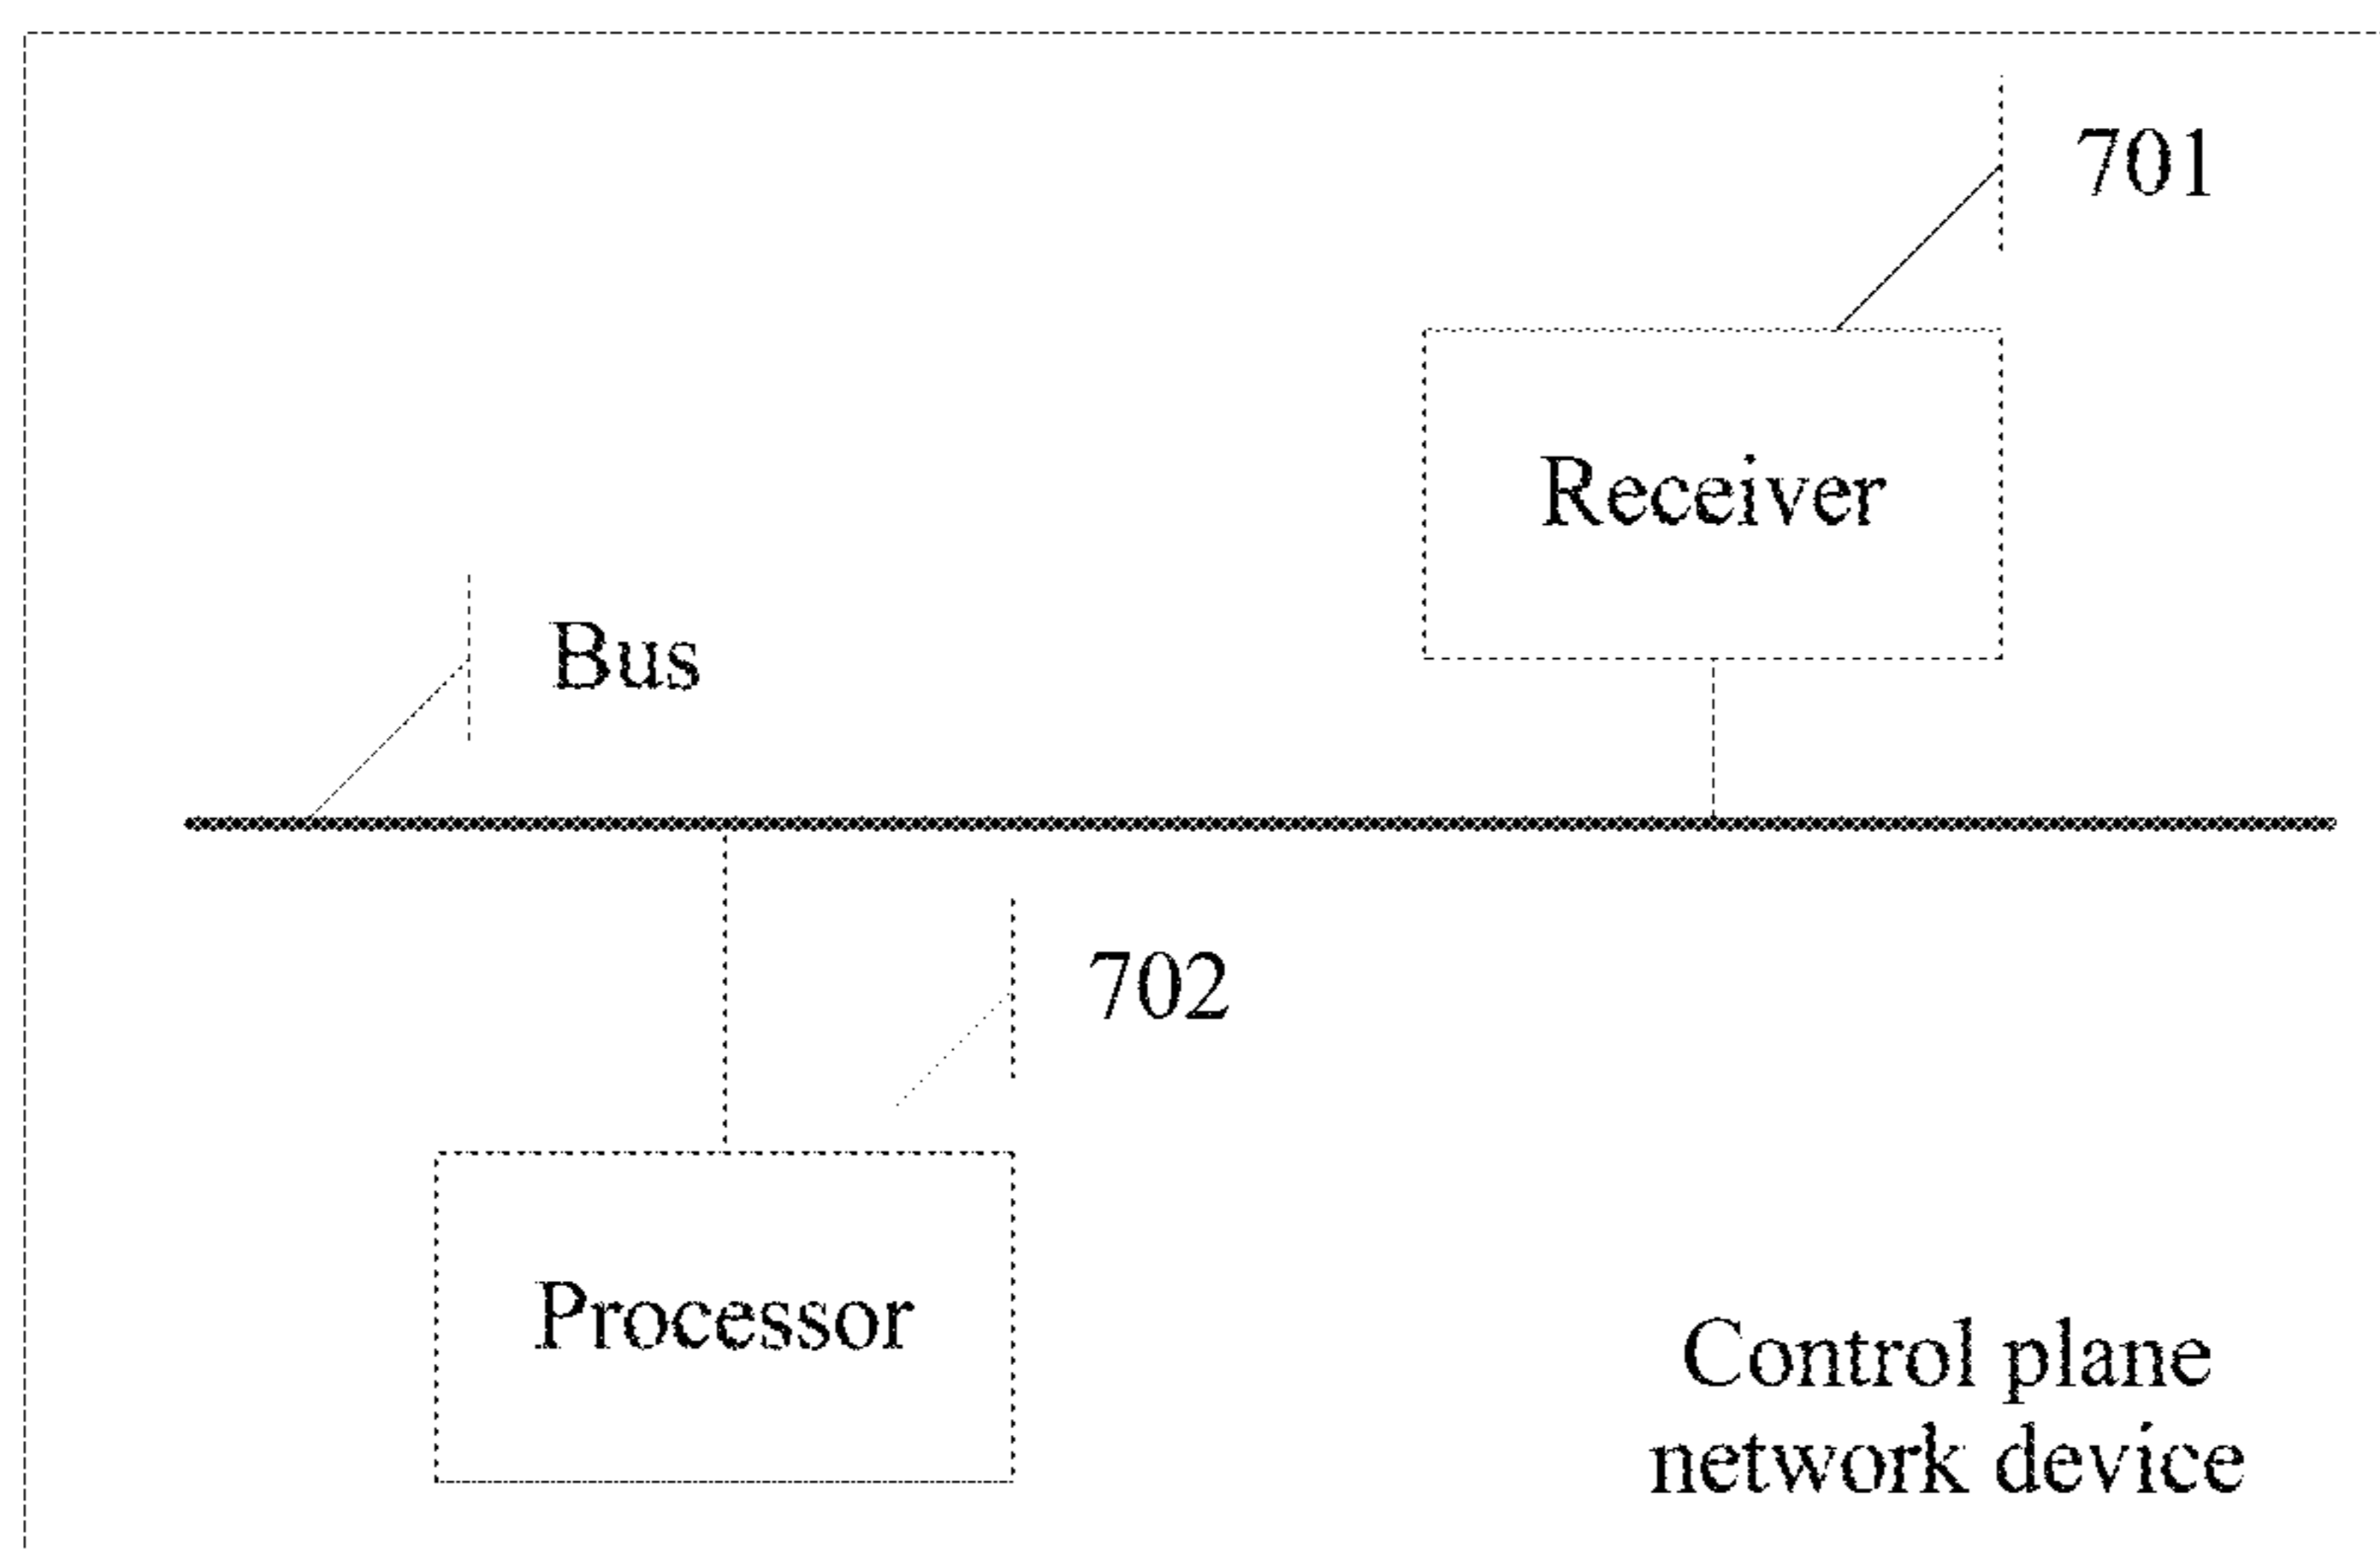 701
Receiver
Bus
702
Processor
Control plane
network device